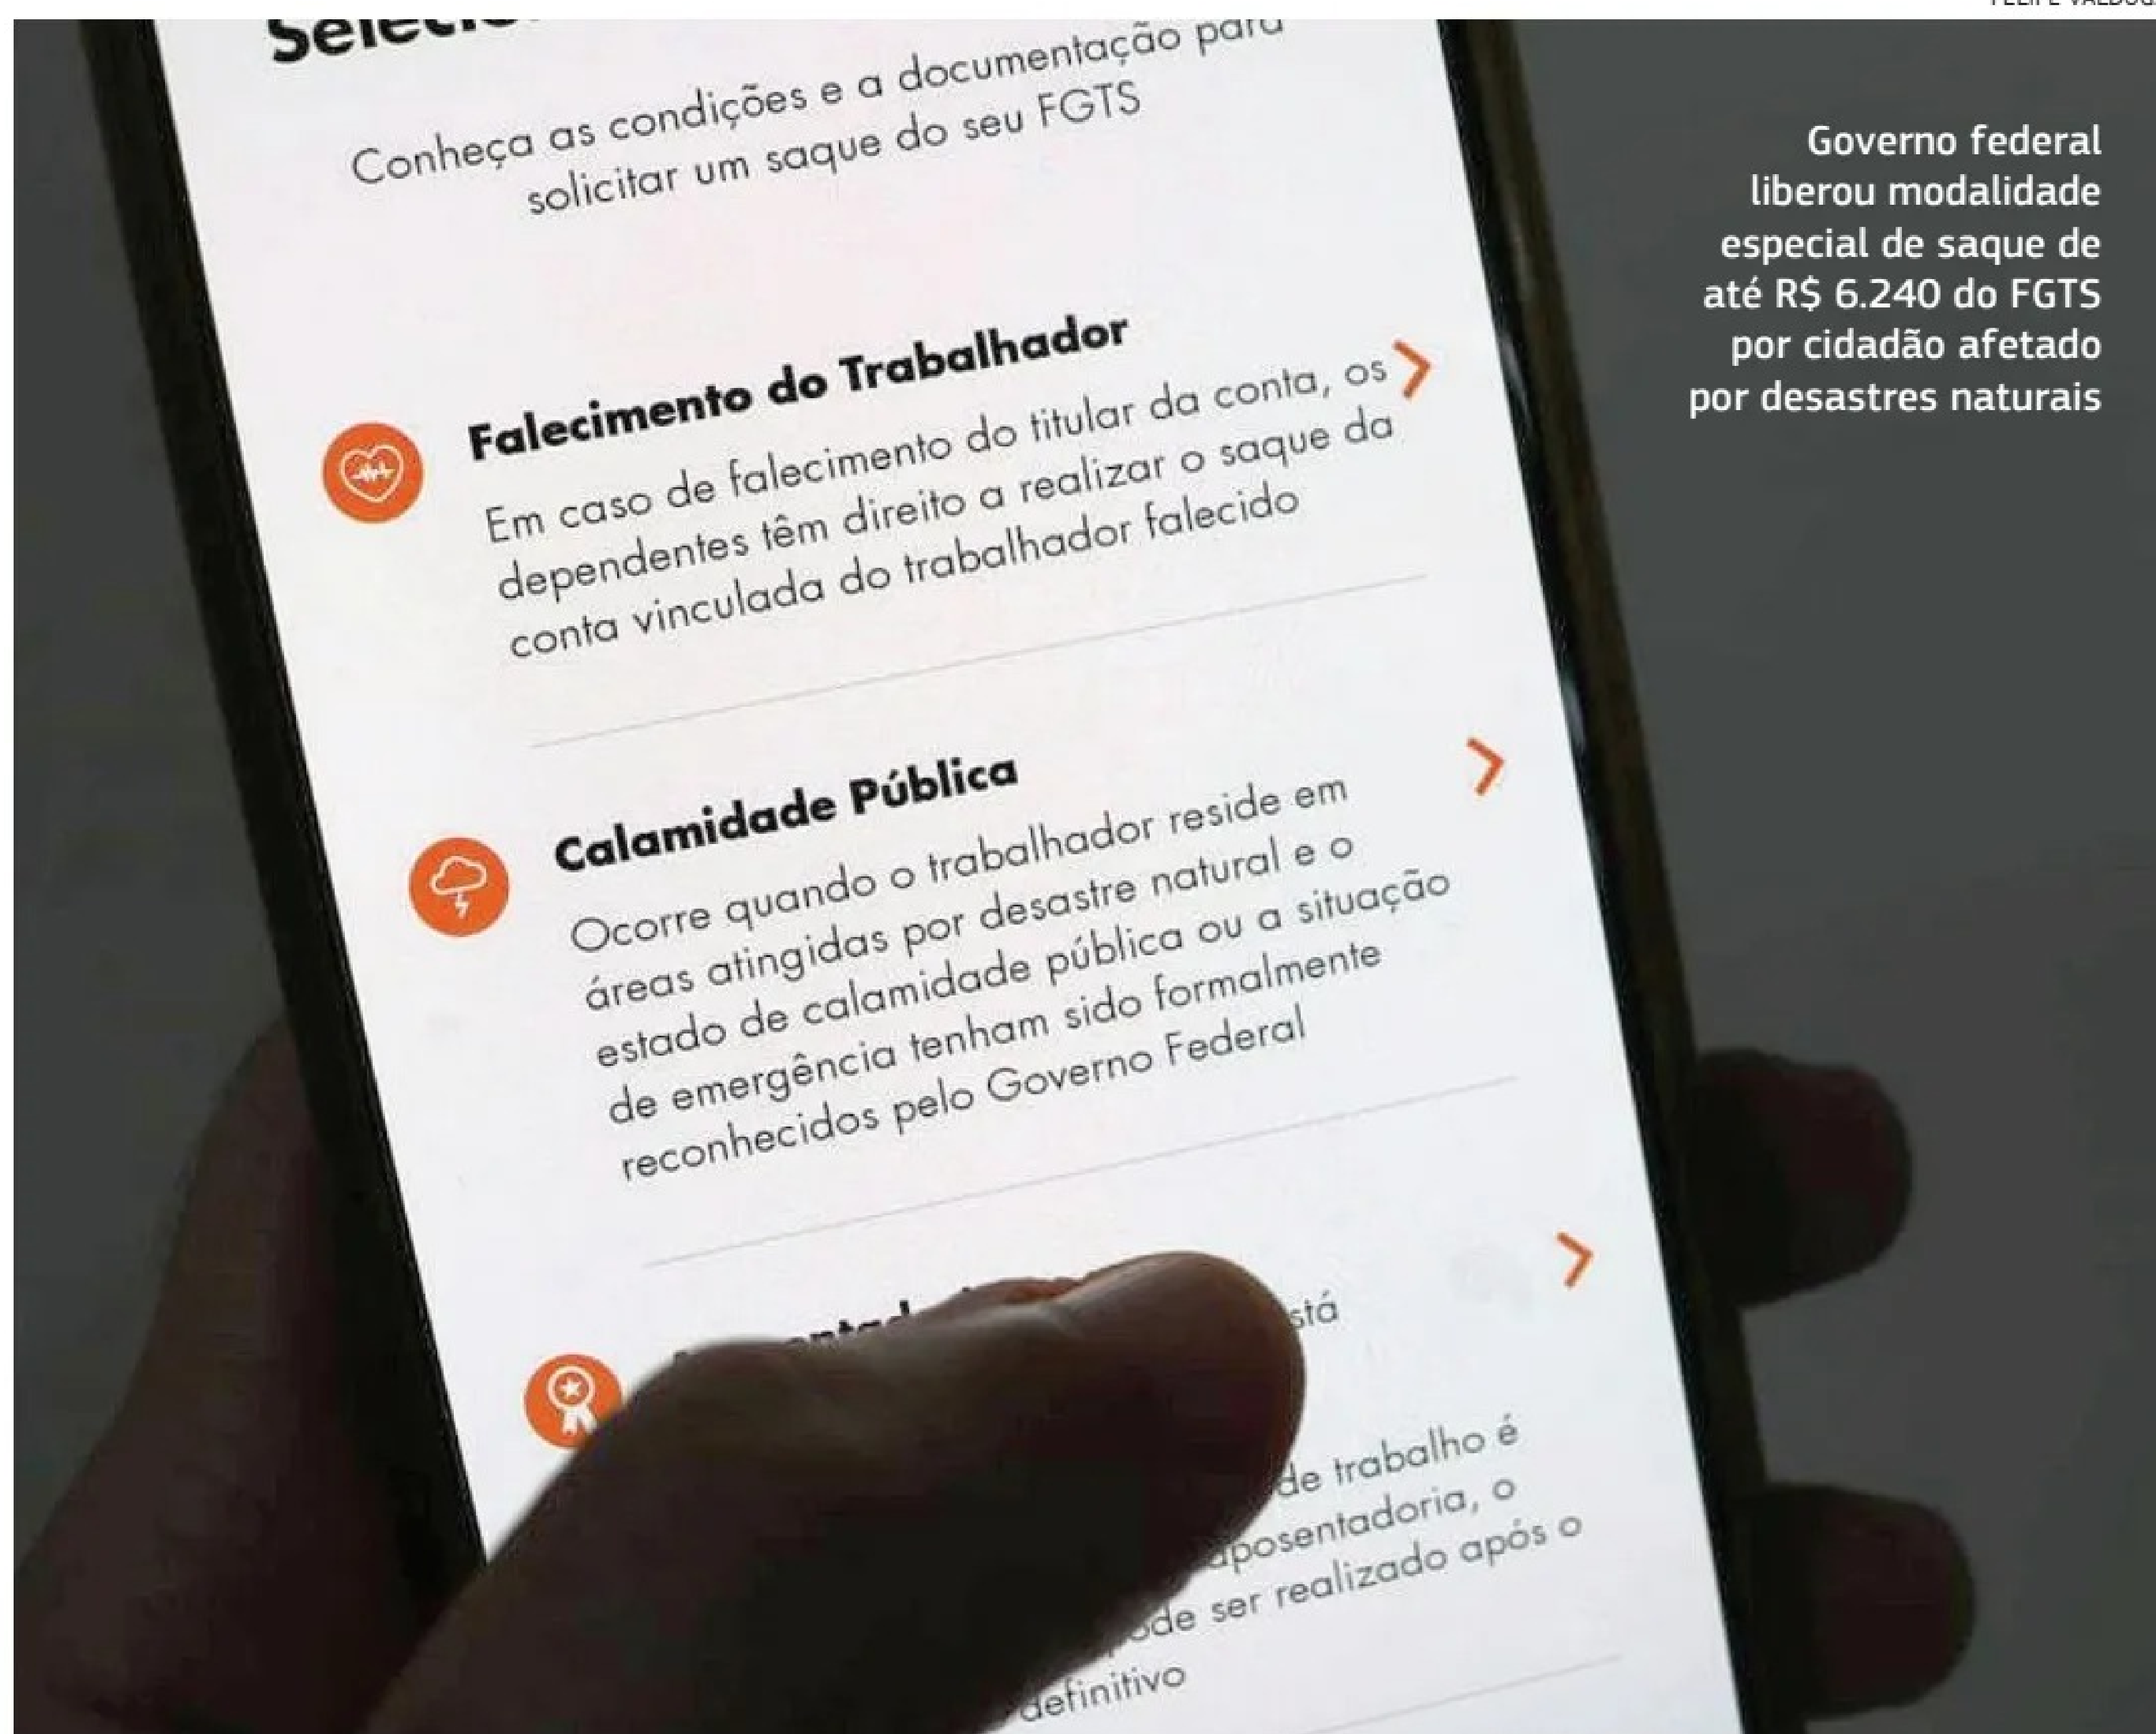 Conheça as condições e a documentação para
solicitar um saque do seu FGTS
Governo federal
liberou modalidade
especial de saque de
até R$ 6.240 do FGTS
por cidadão afetado
por desastres naturais
Falecimento do Trabalhador
Em caso de falecimento do titular da conta, os
dependentes têm direito a realizar o saque da
conta vinculada do trabalhador falecido
Calamidade Pública
Ocorre quando o trabalhador reside em
áreas atingidas por desastre natural e o
estado de calamidade pública ou a situação
de emergência tenham sido formalmente
reconhecidos pelo Governo Federal
de trabalho é
aposentadoria, o
ser realizado após o
definitivo